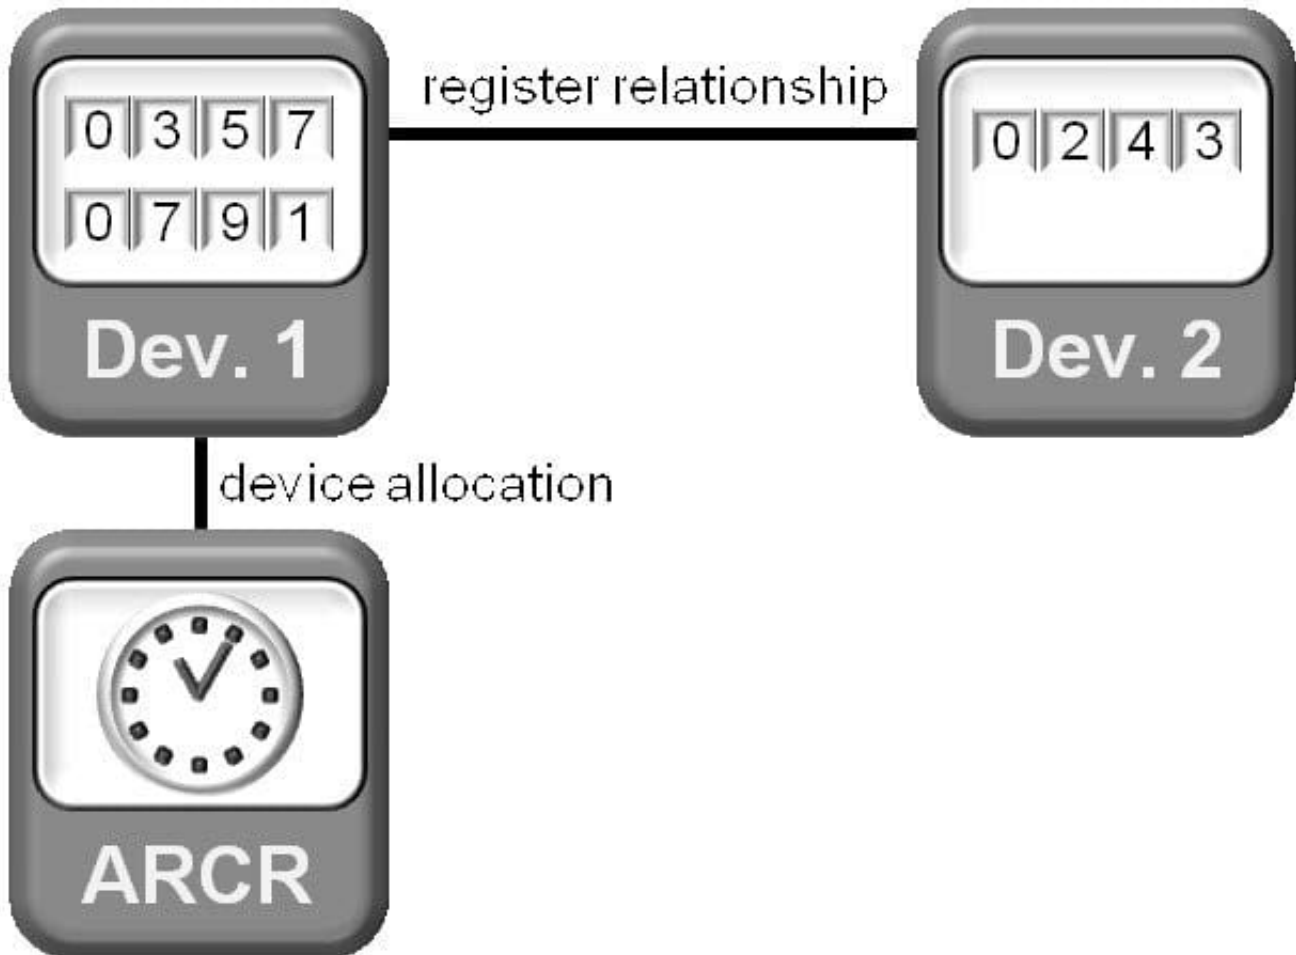 0357
register relationship
0243
0791
Dev. 1
Dev. 2
device allocation
ARCR